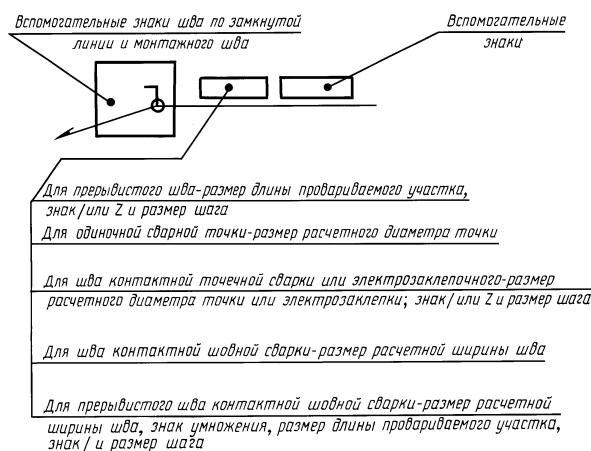 Вспомогательные знаки шва по замкнутой
линии и монтажного шва
Вспомогательные
знаки
Для прерывистого шва-размер длины провариваемого участка,
знак/или Z и размер шага
Для одиночной сварной точки-размер расчетного диаметра точки
Для шва контактной точечной сварки или электрозаклепочного-размер
расчетного диаметра точки или электрозаклепки; знак/или Z и размер шага
Для шва контактной шовной сварки-размер расчетной ширины шва
Для прерывистого шва контактной шовной сварки-размер расчетной
ширины шва, знак умножения, размер длины провариваемого участка,
знак/ и размер шага